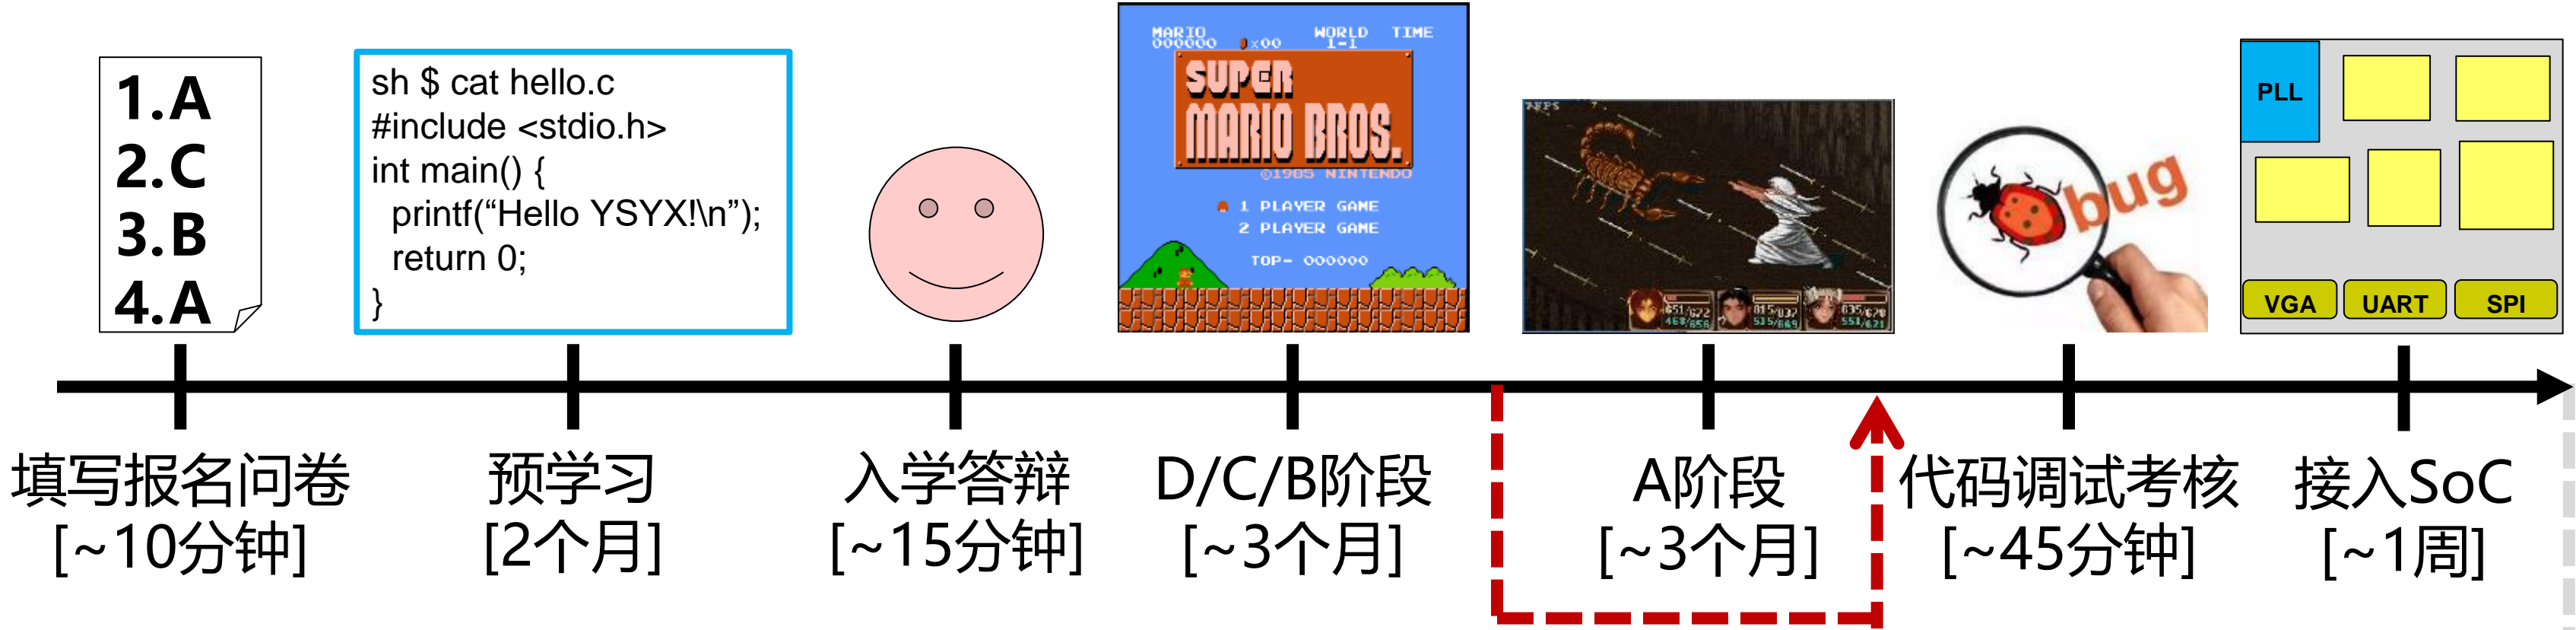 1.A
2.C
3.B
4.A
sh $ cat hello.c
#include <stdio.h>
int main() {
printf(“Hello YSYX!\n”);
return 0;
}
MARIO WORLD TIME
000000 x00 1-1
SUPER
MARIO BROS.
©1985 NINTENDO
1 PLAYER GAME
2 PLAYER GAME
TOP- 000000
bug
PLL
VGA UART SPI
填写报名问卷
[~10分钟]
预学习
[2个月]
入学答辩
[~15分钟]
D/C/B阶段
[~3个月]
A阶段
[~3个月]
代码调试考核
[~45分钟]
接入SoC
[~1周]